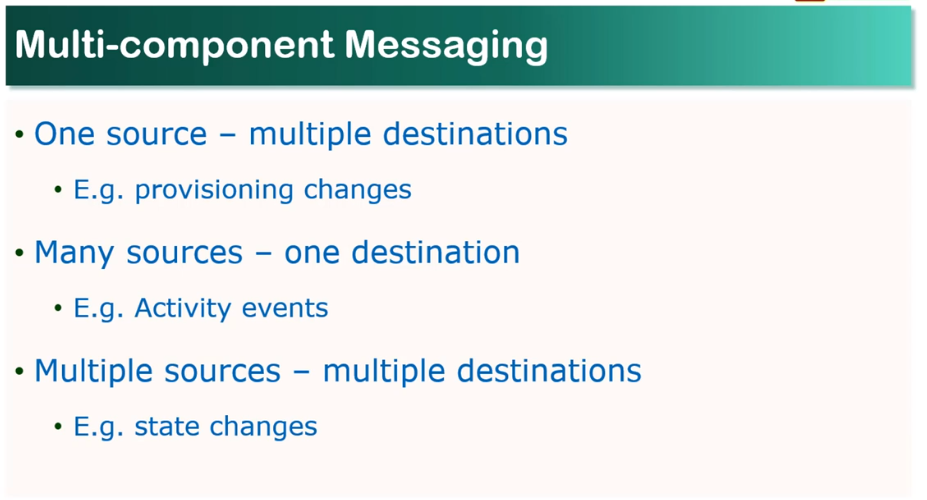 Multi-component Messaging
• One source – multiple destinations
• E.g. provisioning changes
• Many sources – one destination
• E.g. Activity events
• Multiple sources – multiple destinations
• E.g. state changes